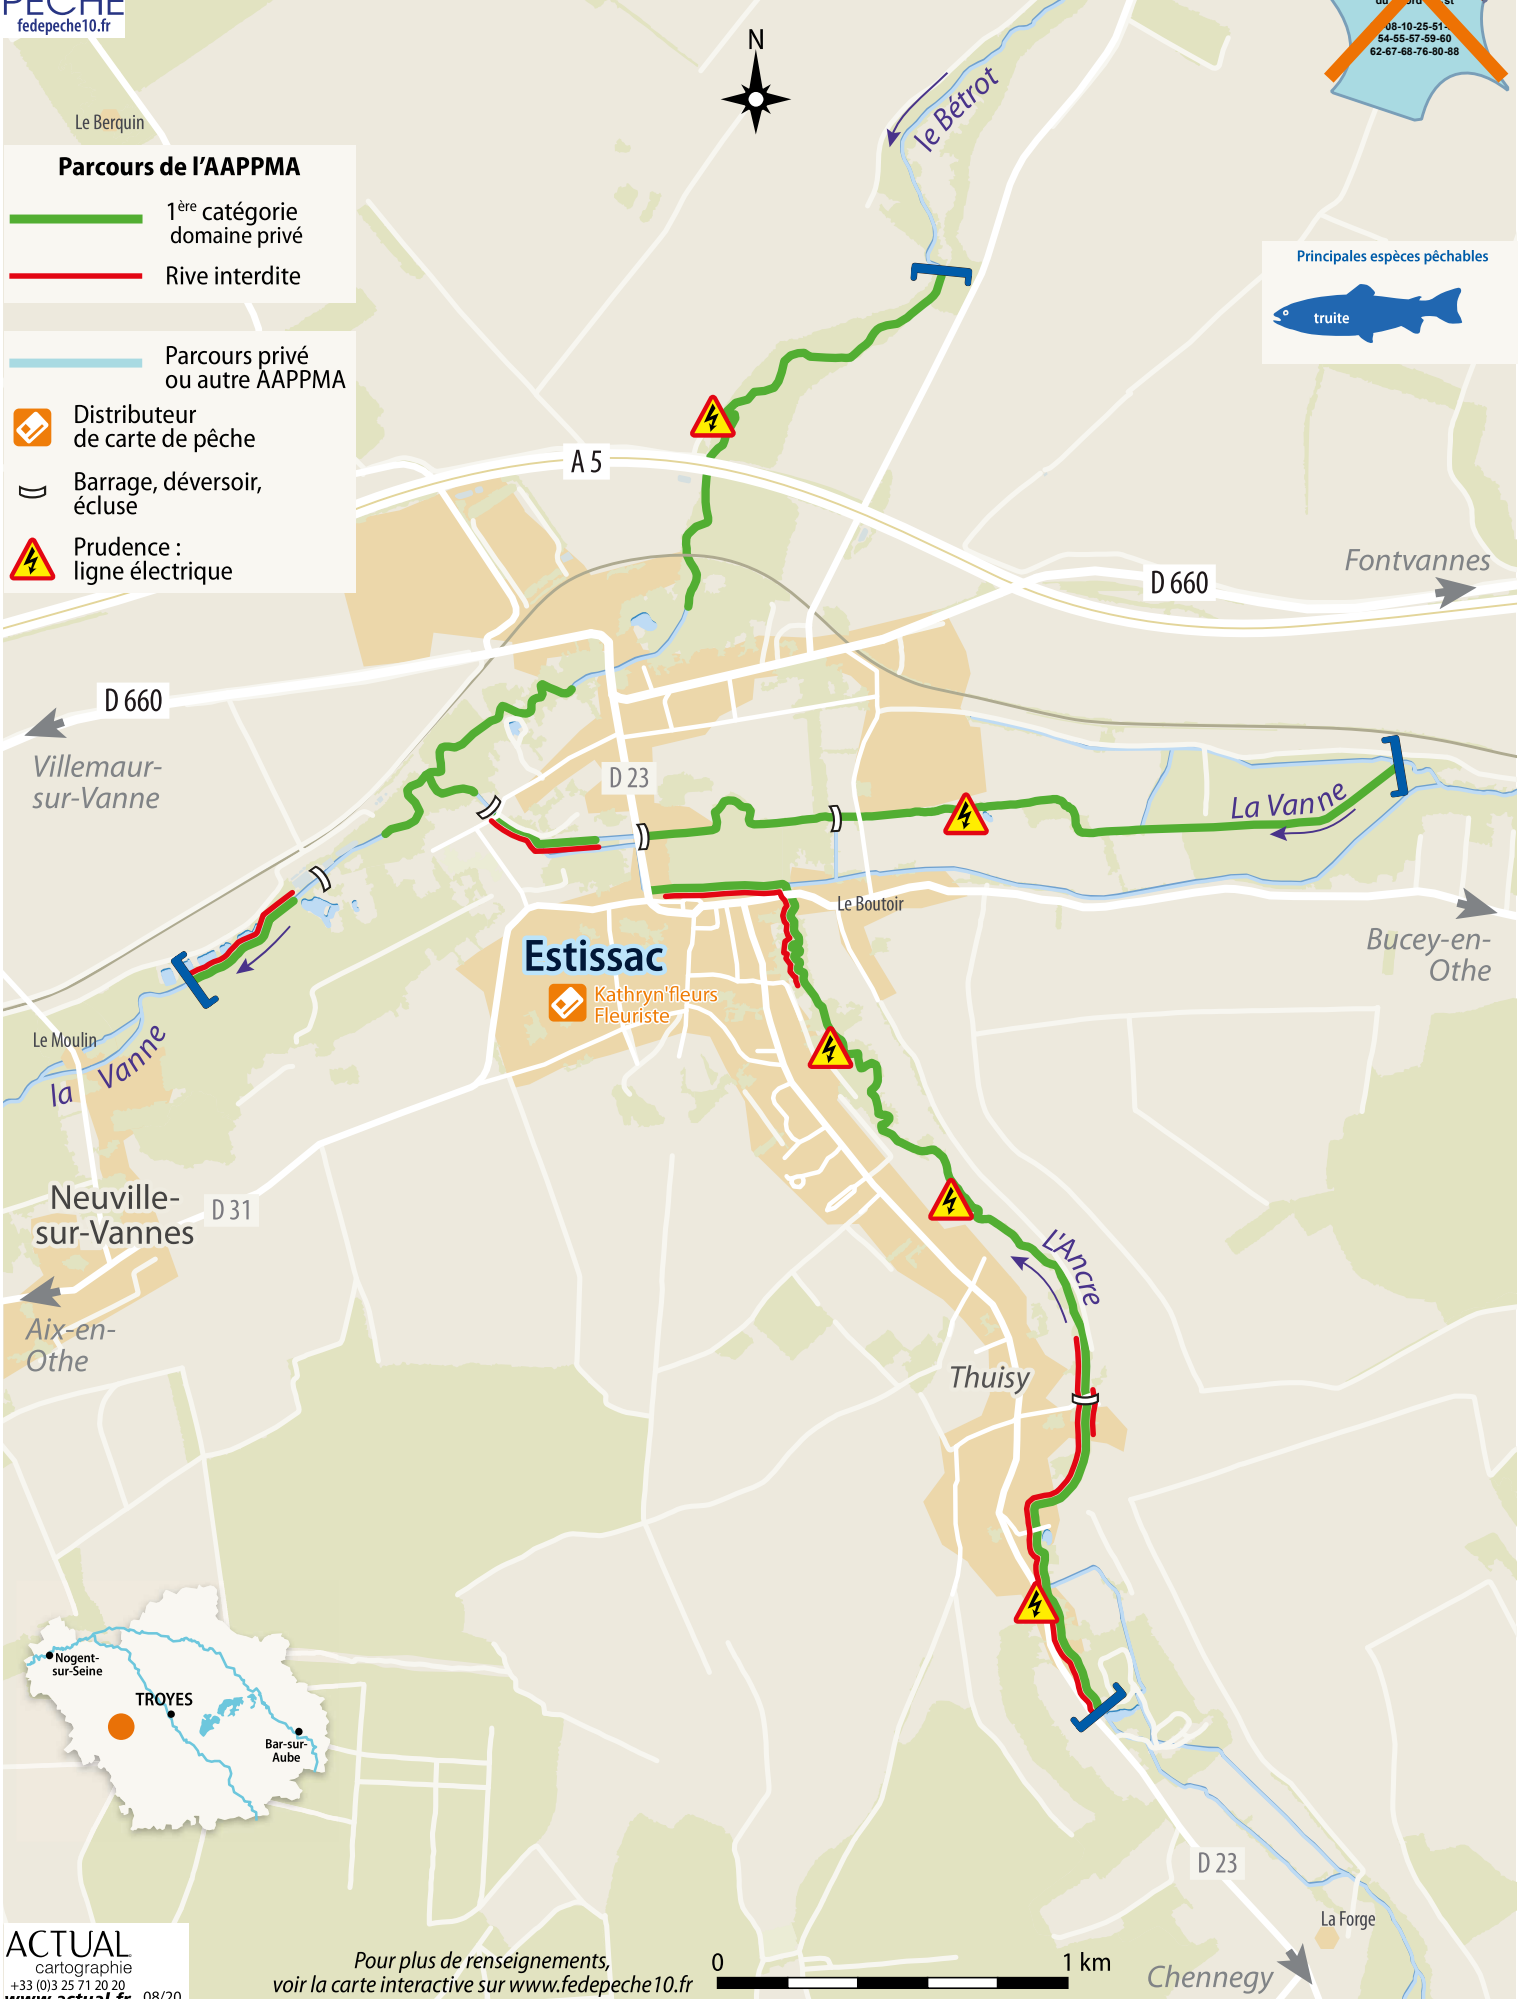 PÊCHE
fedepeche10.fr
08-10-25-51-
54-55-57-59-60
62-67-68-76-80-88
N
le Bétrot
Le Berquin
Parcours de l'AAPPMA
1ère catégorie
domaine privé
Rive interdite
Parcours privé
ou autre AAPPMA
Distributeur
de carte de pêche
Barrage, déversoir,
écluse
Prudence :
ligne électrique
Principales espèces pêchables
truite
A 5
Fontvannes
D 660
D 660
Villemaur-
sur-Vanne
D 23
La Vanne
Le Boutoir
Bucey-en-
Othe
Estissac
Kathryn'fleurs
Fleuriste
Le Moulin
la Vanne
Neuville-
sur-Vannes
D 31
Aix-en-
Othe
L'Ancre
Thuisy
Nogent-
sur-Seine
TROYES
Bar-sur-
Aube
D 23
La Forge
Chennegy
ACTUAL
cartographie
+33 (0)3 25 71 20 20
www.actual.fr
08/20
Pour plus de renseignements,
voir la carte interactive sur www.fedepeche10.fr
0
1 km